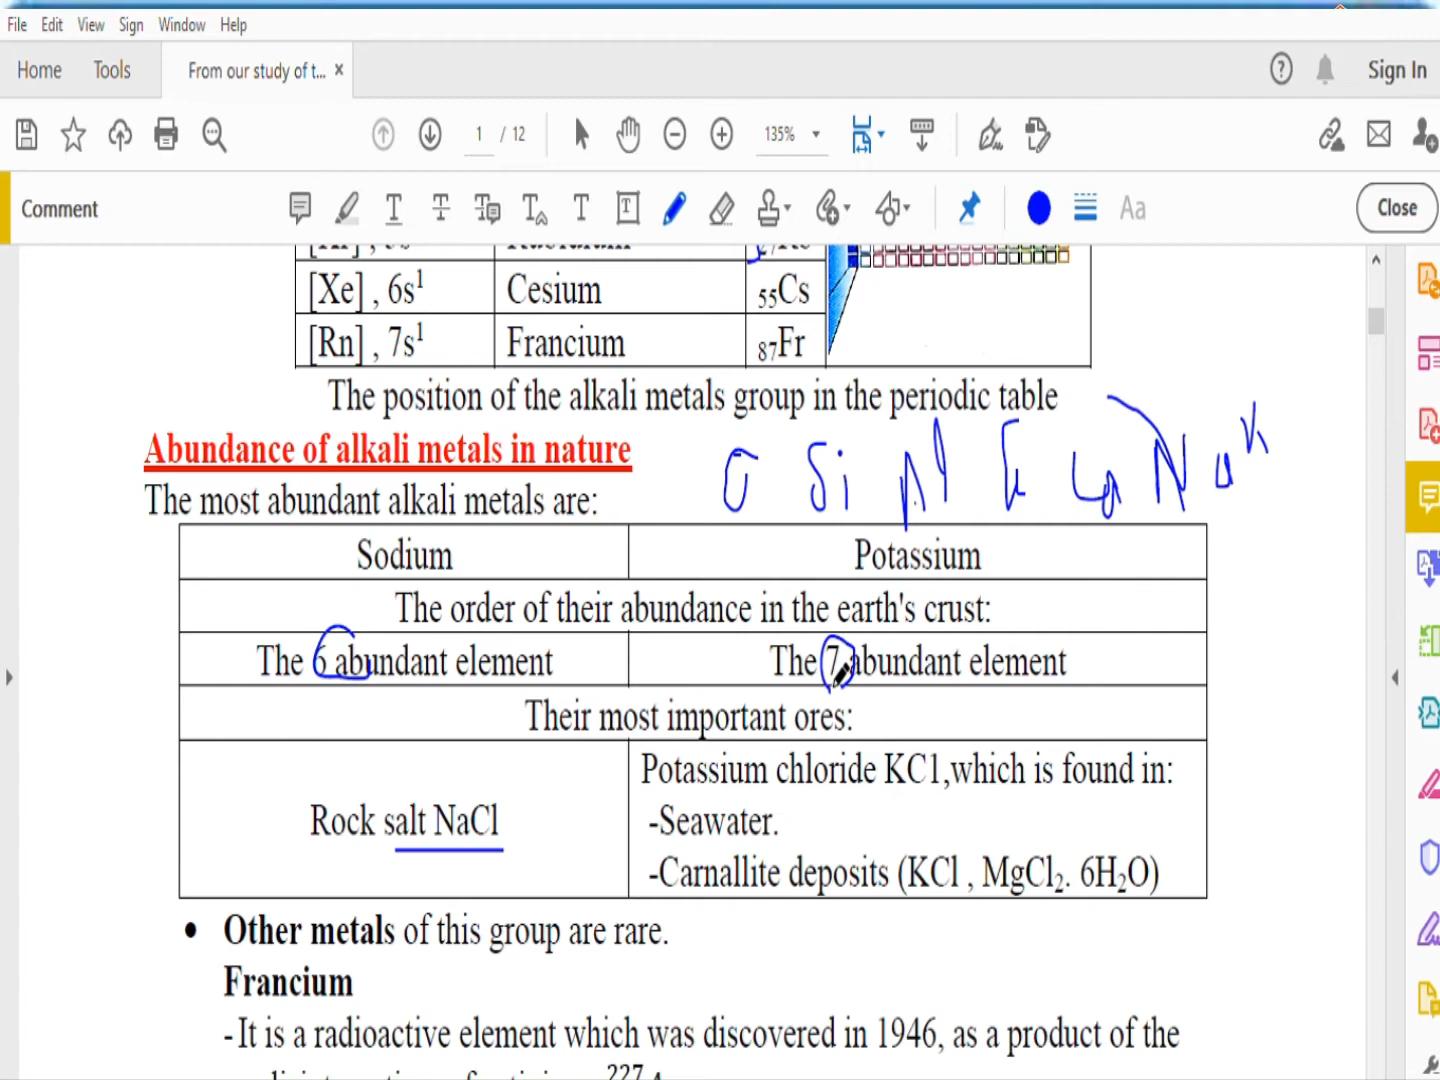 File Edit View Sign Window Help
Home Tools From our study of t... × Sign In
1 / 12 135%
Comment Aa Close
[Xe] , 6s¹ Cesium ₅₅Cs
[Rn] , 7s¹ Francium ₈₇Fr
The position of the alkali metals group in the periodic table
Abundance of alkali metals in nature
O Si Al Na K
The most abundant alkali metals are:
Sodium Potassium
The order of their abundance in the earth's crust:
The 6 abundant element The 7 abundant element
Their most important ores:
Rock salt NaCl
Potassium chloride KC1,which is found in:
-Seawater.
-Carnallite deposits (KCl , MgCl₂. 6H₂O)
• Other metals of this group are rare.
Francium
-It is a radioactive element which was discovered in 1946, as a product of the
227